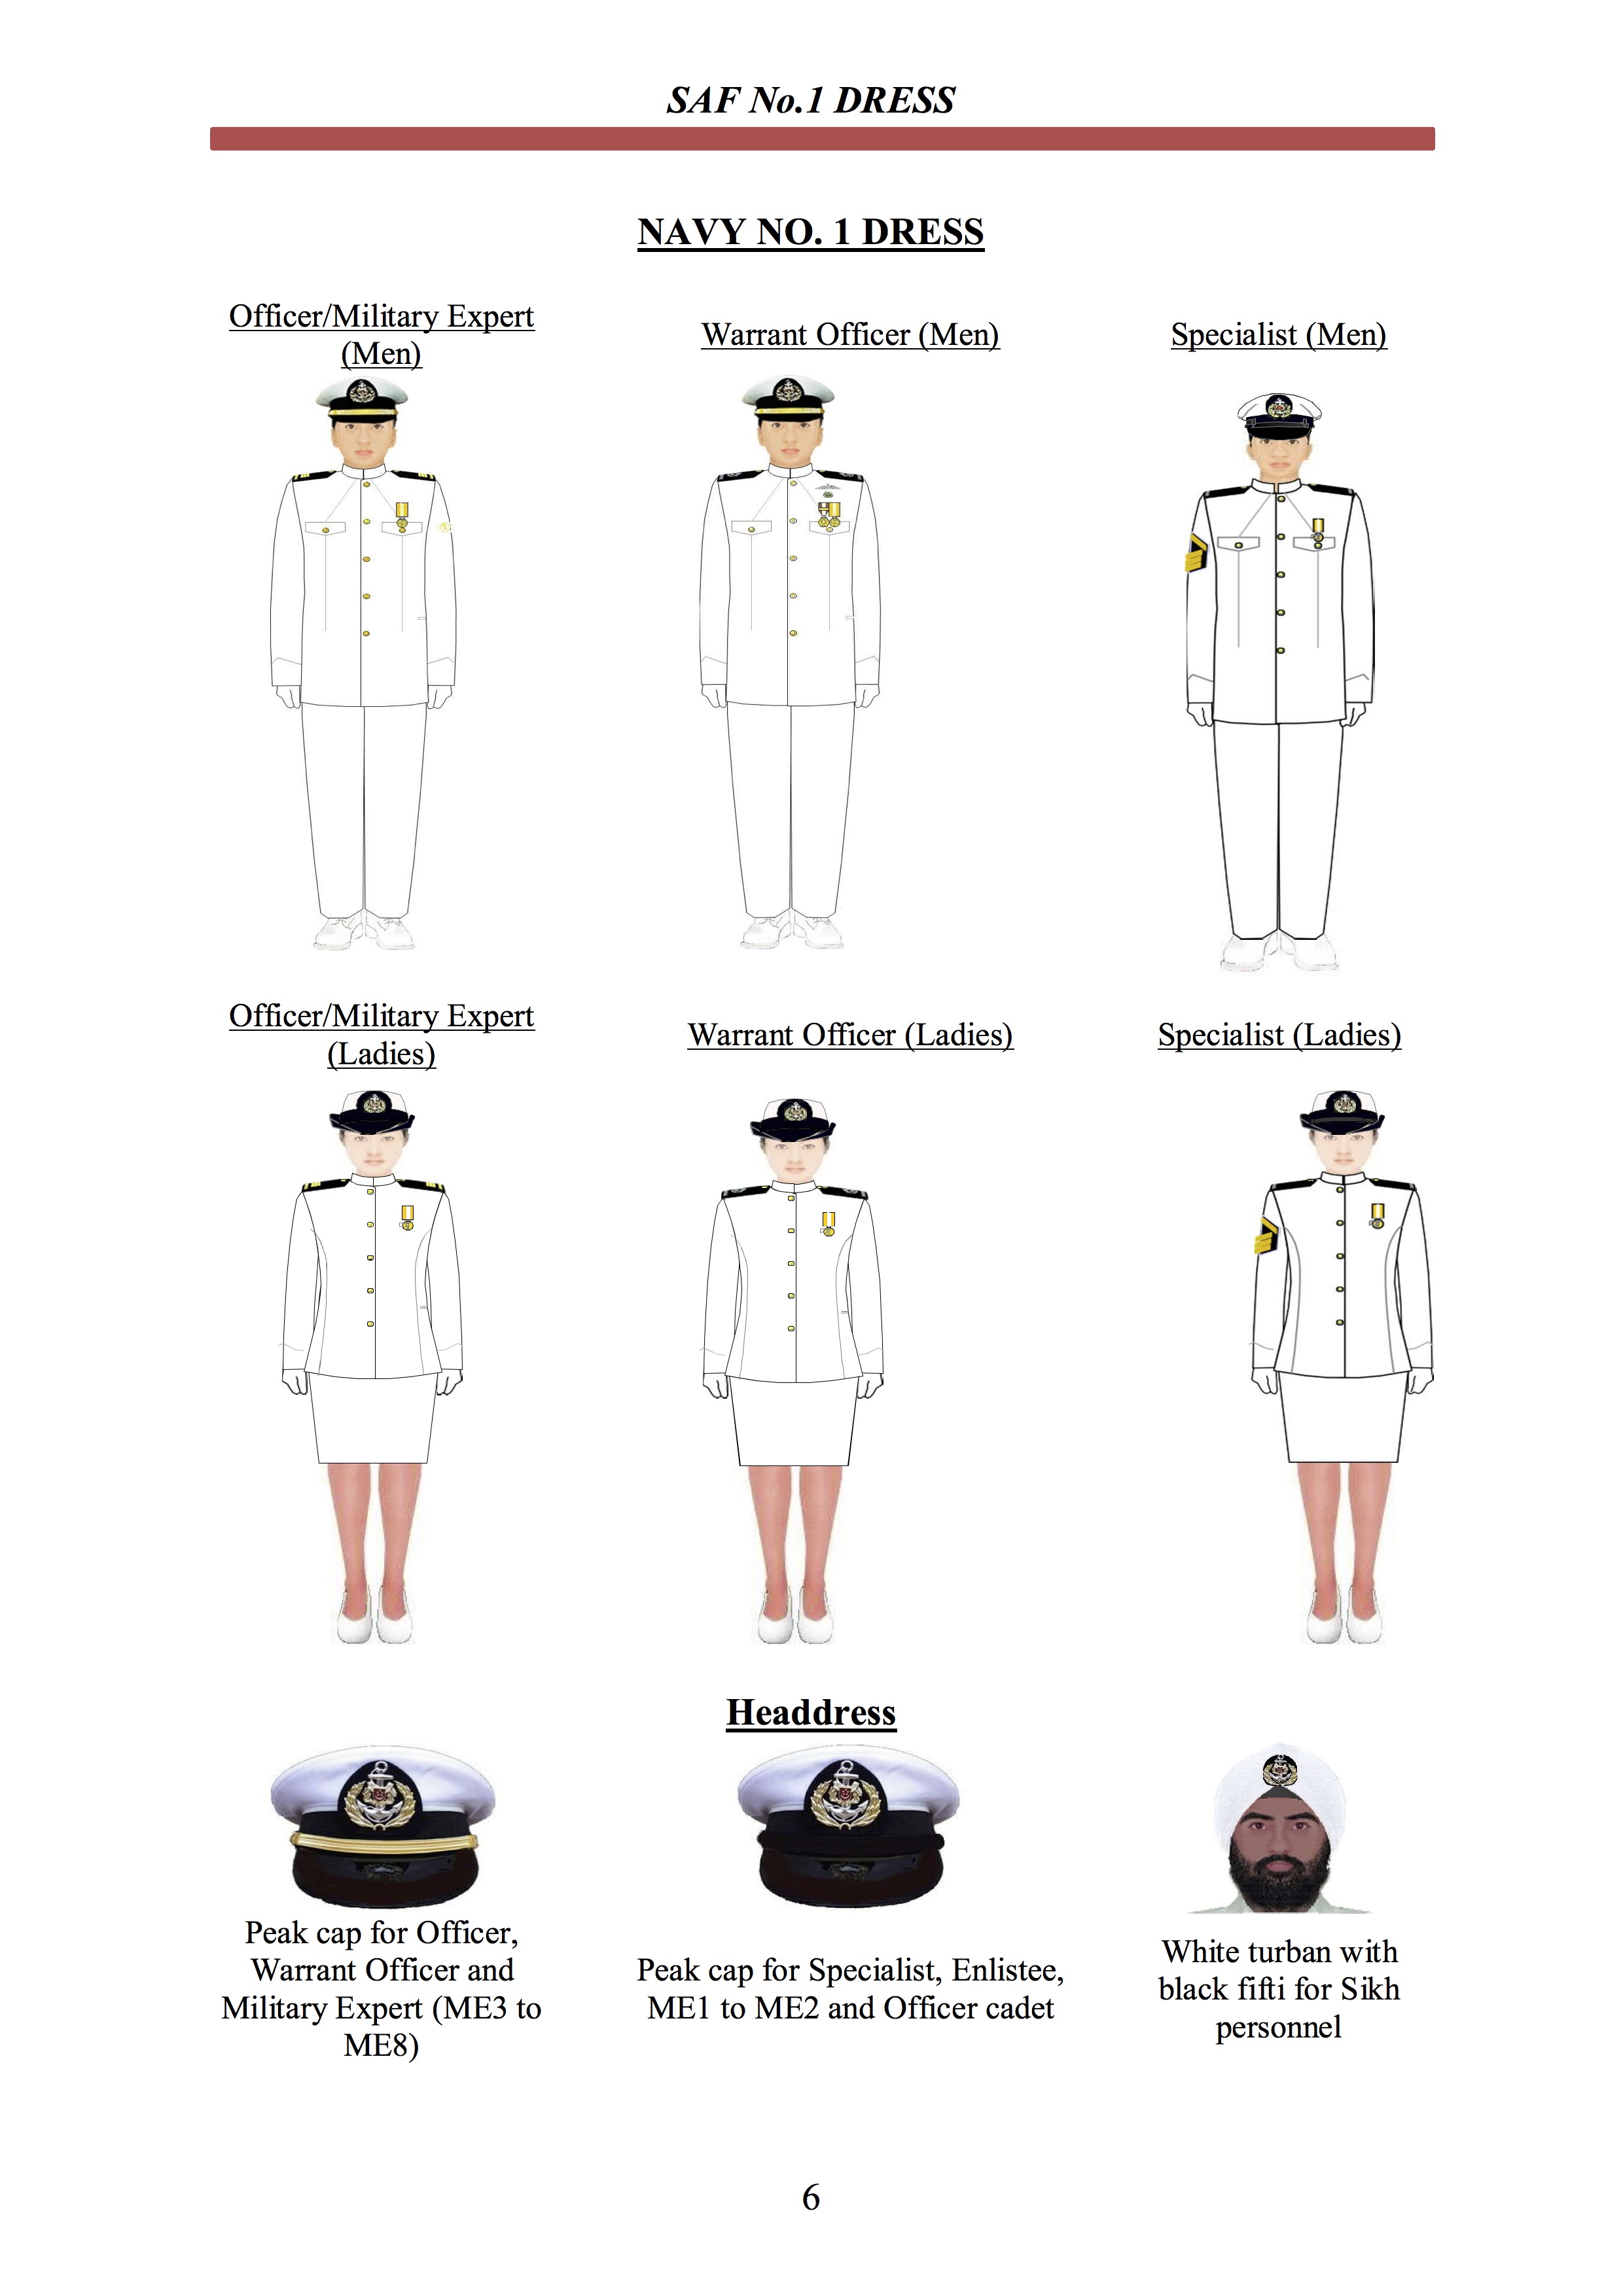 SAF No.1 DRESS
NAVY NO. 1 DRESS
Officer/Military Expert
(Men)
Warrant Officer (Men)
Specialist (Men)
Officer/Military Expert
(Ladies)
Warrant Officer (Ladies)
Specialist (Ladies)
Headdress
Peak cap for Officer,
Warrant Officer and
Military Expert (ME3 to
ME8)
Peak cap for Specialist, Enlistee,
ME1 to ME2 and Officer cadet
White turban with
black fifti for Sikh
personnel
6